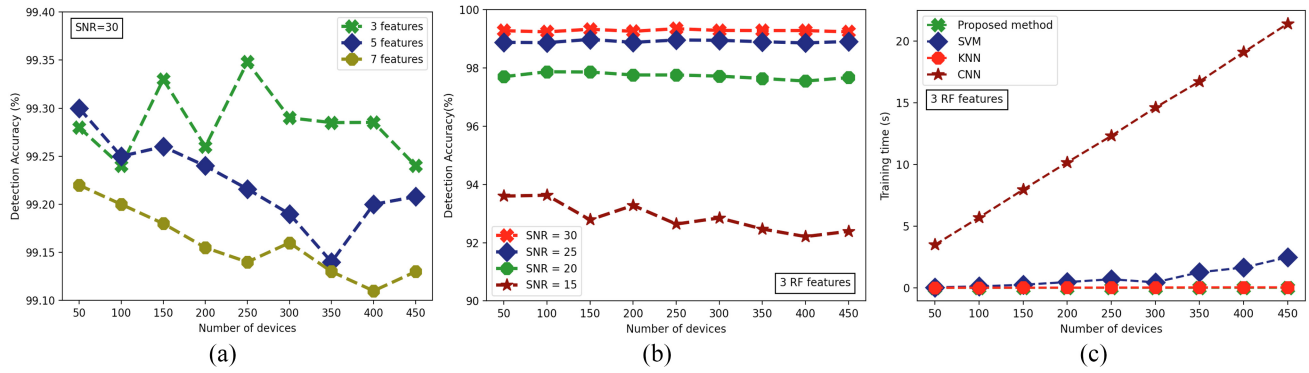 99.40
99.35
99.30
99.25
99.20
99.15
99.10
Detection Accuracy (%)
SNR=30
3 features
5 features
7 features
50 100 150 200 250 300 350 400 450
Number of devices
(a)
100
98
96
94
92
90
Detection Accuracy(%)
SNR = 30
SNR = 25
SNR = 20
SNR = 15
3 RF features
50 100 150 200 250 300 350 400 450
Number of devices
(b)
20
15
10
5
0
Training time (s)
Proposed method
SVM
KNN
CNN
3 RF features
50 100 150 200 250 300 350 400 450
Number of devices
(c)